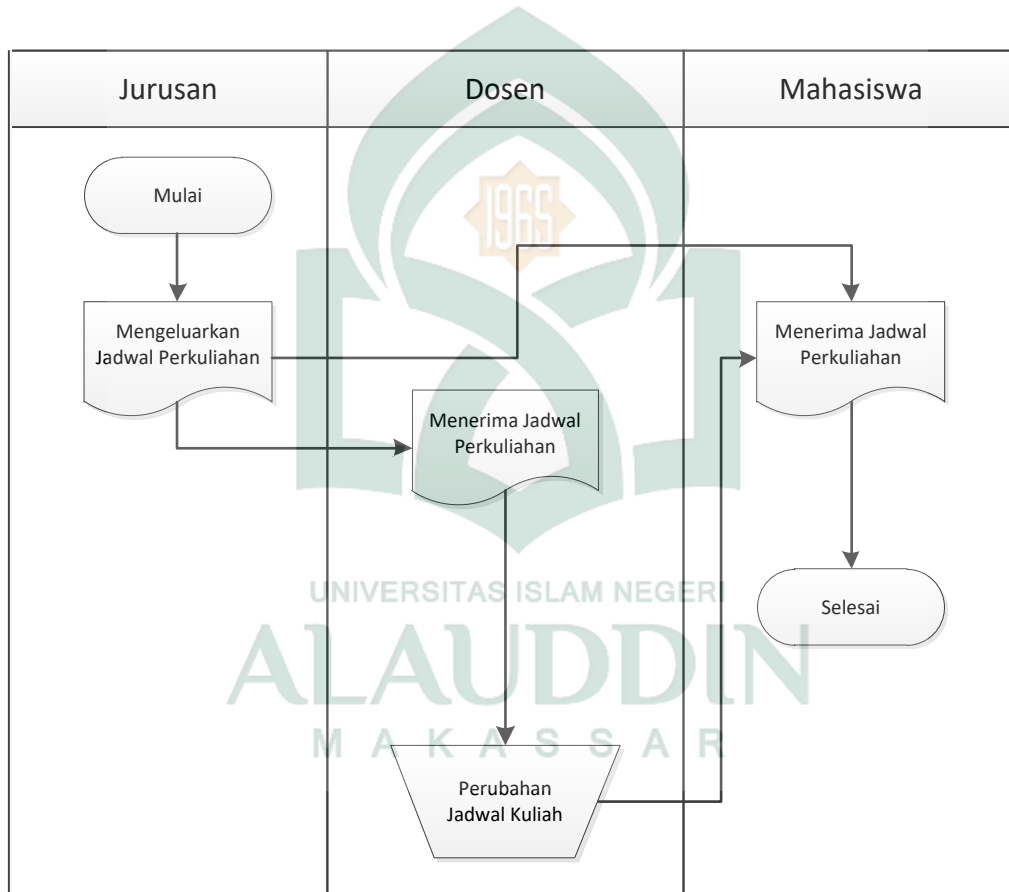 Jurusan
Dosen
Mahasiswa
Mulai
1965
Mengeluarkan
Jadwal Perkuliahan
Menerima Jadwal
Perkuliahan
Menerima Jadwal
Perkuliahan
UNIVERSITAS ISLAM NEGERI
Selesai
ALAUDDIN
MAKASSAR
Perubahan
Jadwal Kuliah